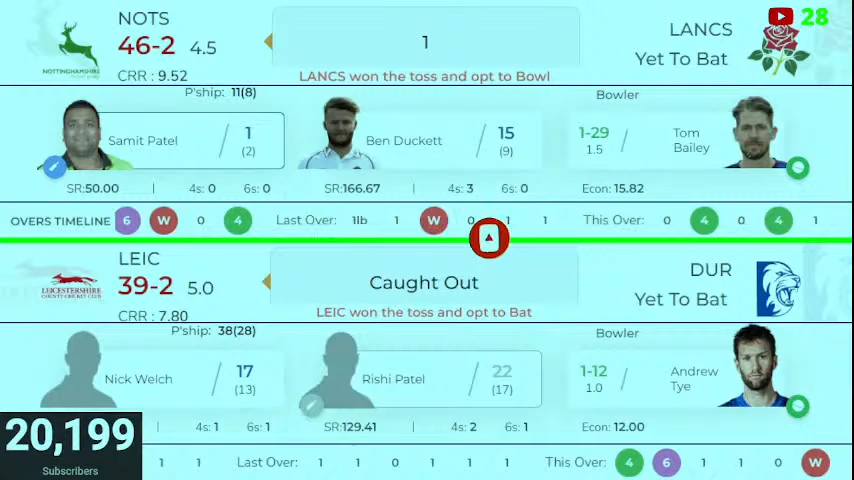 NOTS
46-2 4.5
CRR : 9.52
NOTTINGHAMSHIRE
1
LANCS won the toss and opt to Bowl
LANCS
Yet To Bat
28
P'ship: 11(8)
Samit Patel
1
(2)
Ben Duckett
15
(9)
Bowler
1-29
1.5
Tom
Bailey
SR:50.00 | 4s: 0 6s: 0
SR:166.67 | 4s: 3 6s: 0
Econ: 15.82
OVERS TIMELINE 6 W 0 4 | Last Over: 1lb 1 W 0 1 1 | This Over: 0 4 0 4 1
LEIC
39-2 5.0
CRR : 7.80
LEICESTERSHIRE
COUNTY CRICKET CLUB
Caught Out
LEIC won the toss and opt to Bat
DUR
Yet To Bat
P'ship: 38(28)
Nick Welch
17
(13)
Rishi Patel
22
(17)
Bowler
1-12
1.0
Andrew
Tye
20,199
Subscribers
4s: 1 6s: 1
SR:129.41 | 4s: 2 6s: 1
Econ: 12.00
1 1 | Last Over: 1 1 0 1 1 1 | This Over: 4 6 1 1 0 W